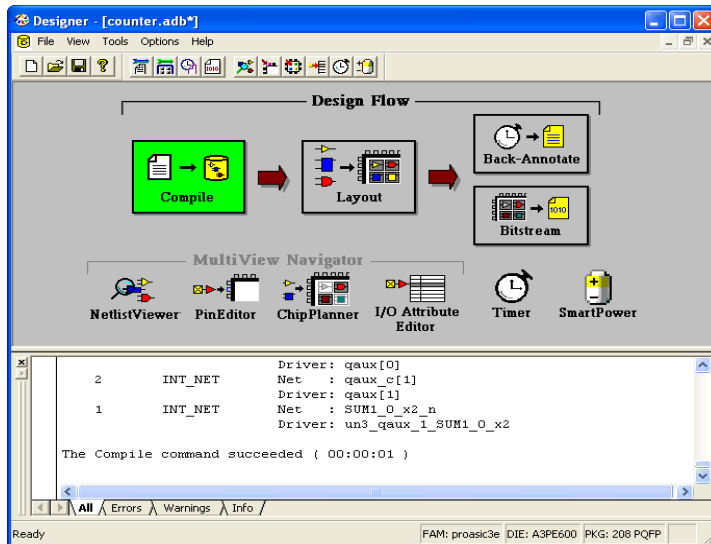 Designer - [counter.adb*]
File View Tools Options Help
Design Flow
Compile
Layout
Back-Annotate
1010
Bitstream
MultiView Navigator
NetlistViewer
PinEditor
ChipPlanner
I/O Attribute
Editor
Timer
SmartPower
Driver: qaux[0]
2 INT_NET Net : qaux_c[1]
Driver: qaux[1]
1 INT_NET Net : SUM1_0_x2_n
Driver: un3_qaux_1_SUM1_0_x2
The Compile command succeeded ( 00:00:01 )
All Errors Warnings Info
Ready FAM: proasic3e DIE: A3PE600 PKG: 208 PQFP